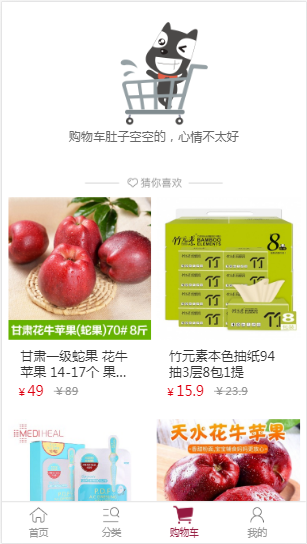 购物车肚子空空的，心情不太好
猜你喜欢
甘肃花牛苹果(蛇果)70# 8斤
竹元素
BAMBOO
ELEMENTS
8包
甘肃一级蛇果 花牛
苹果 14-17个 果...
¥49 ¥89
竹元素本色抽纸94
抽3层8包1提
¥15.9 ¥23.9
MEDIHEAL
天水花牛苹果
首页
分类
购物车
我的